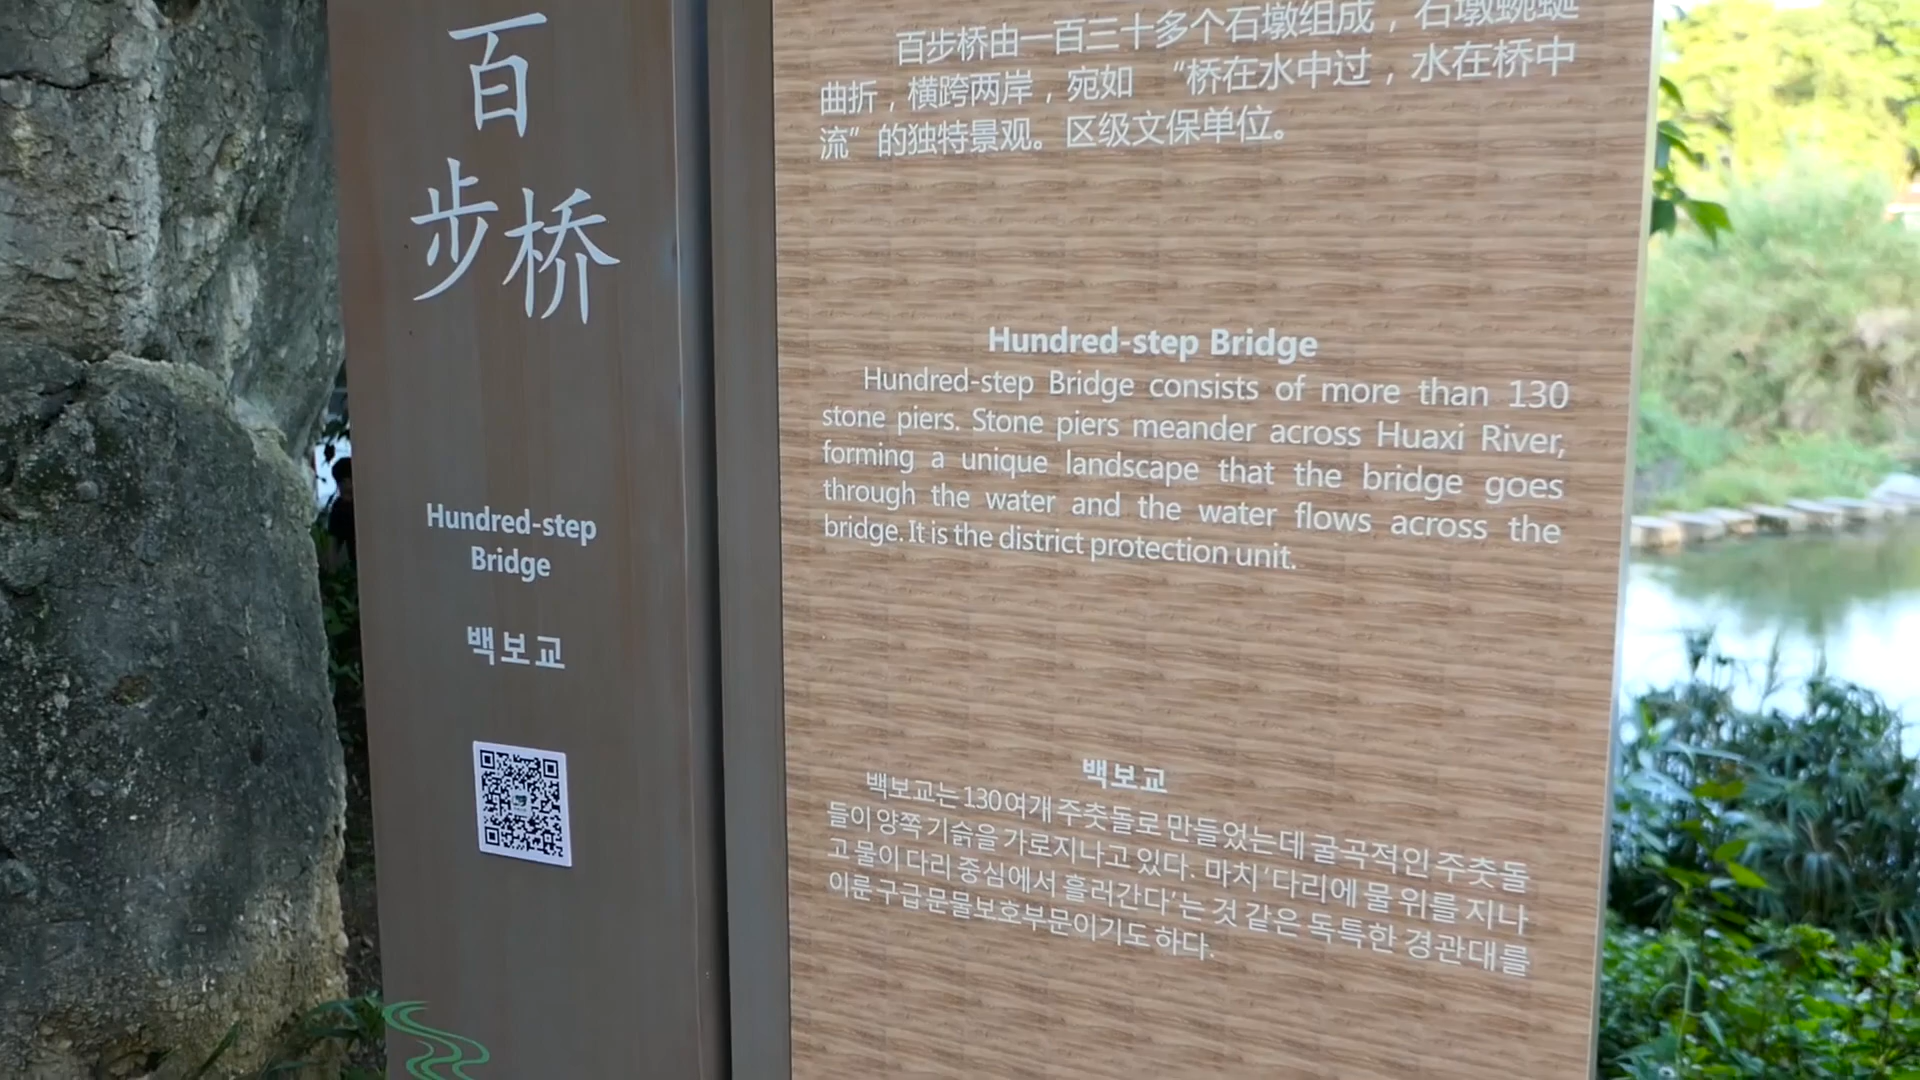 百
步桥
Hundred-step
Bridge
백보교
百步桥由一百三十多个石墩组成，石墩蜿蜒
曲折，横跨两岸，宛如“桥在水中过，水在桥中
流”的独特景观。区级文保单位。
Hundred-step Bridge
Hundred-step Bridge consists of more than 130
stone piers. Stone piers meander across Huaxi River,
forming a unique landscape that the bridge goes
through the water and the water flows across the
bridge. It is the district protection unit.
백보교
백보교는 130여개 주춧돌로 만들었는데 굴곡적인 주춧돌
들이 양쪽 기슭을 가로지나고 있다. 마치 '다리에 물 위를 지나
고 물이 다리 중심에서 흘러간다'는 것 같은 독특한 경관대를
이룬 구급문물보호부문이기도 하다.